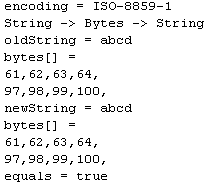 encoding = ISO-8859-1
String -> Bytes -> String
oldString = abcd
bytes[] =
61,62,63,64,
97,98,99,100,
newString = abcd
bytes[] =
61,62,63,64,
97,98,99,100,
equals = true